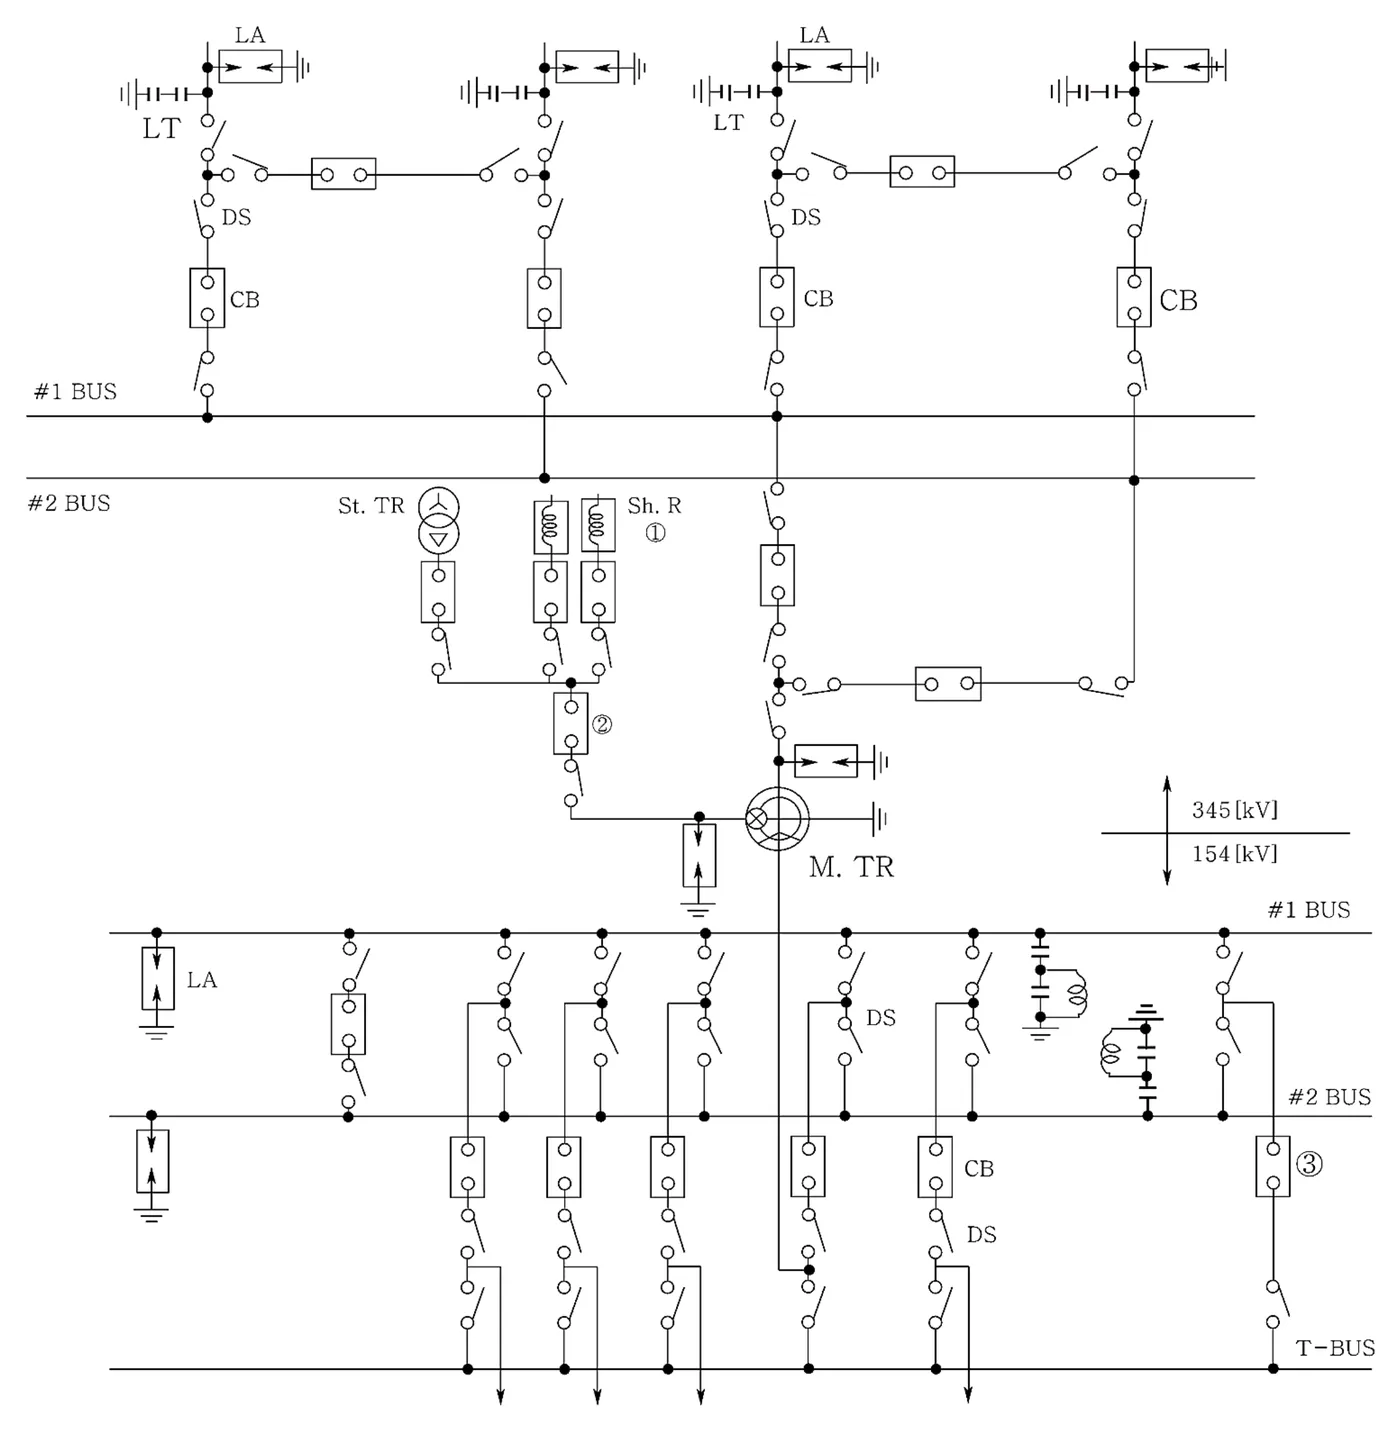 LA
LA
LT
LT
DS
DS
CB
CB
CB
#1 BUS
#2 BUS
St. TR
Sh. R
①
②
345[kV]
154[kV]
M. TR
#1 BUS
LA
DS
#2 BUS
CB
③
DS
T-BUS